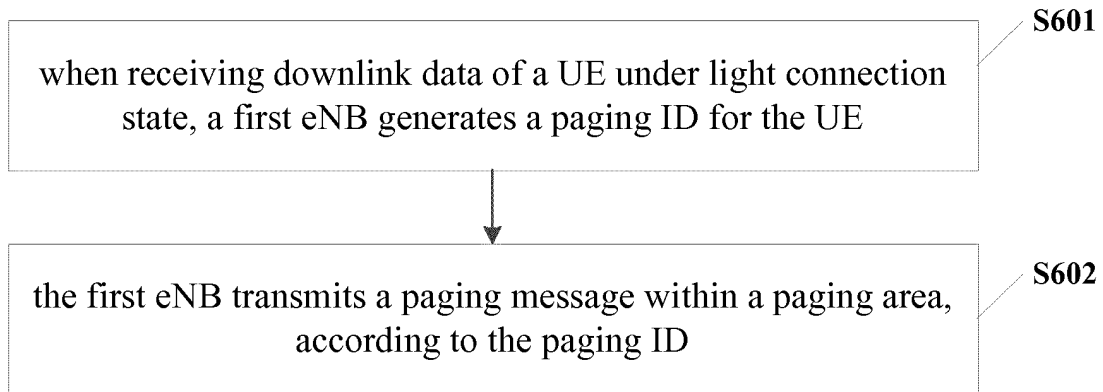 S601
when receiving downlink data of a UE under light connection
state, a first eNB generates a paging ID for the UE
S602
the first eNB transmits a paging message within a paging area,
according to the paging ID